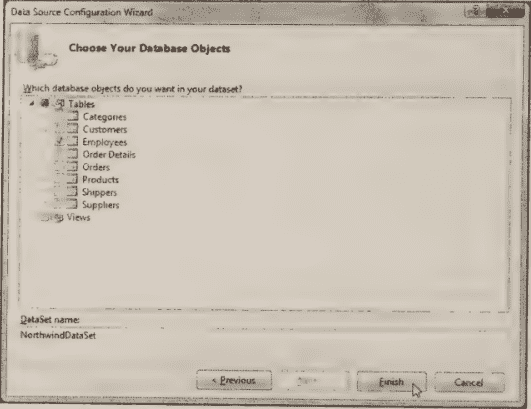 Data Source Configuration Wizard
Choose Your Database Objects
Which database objects do you want in your dataset?
Tables
Categories
Customers
Employees
Order Details
Orders
Products
Shippers
Suppliers
Views
DataSet name:
NorthwindDataSet
< Previous
Finish
Cancel